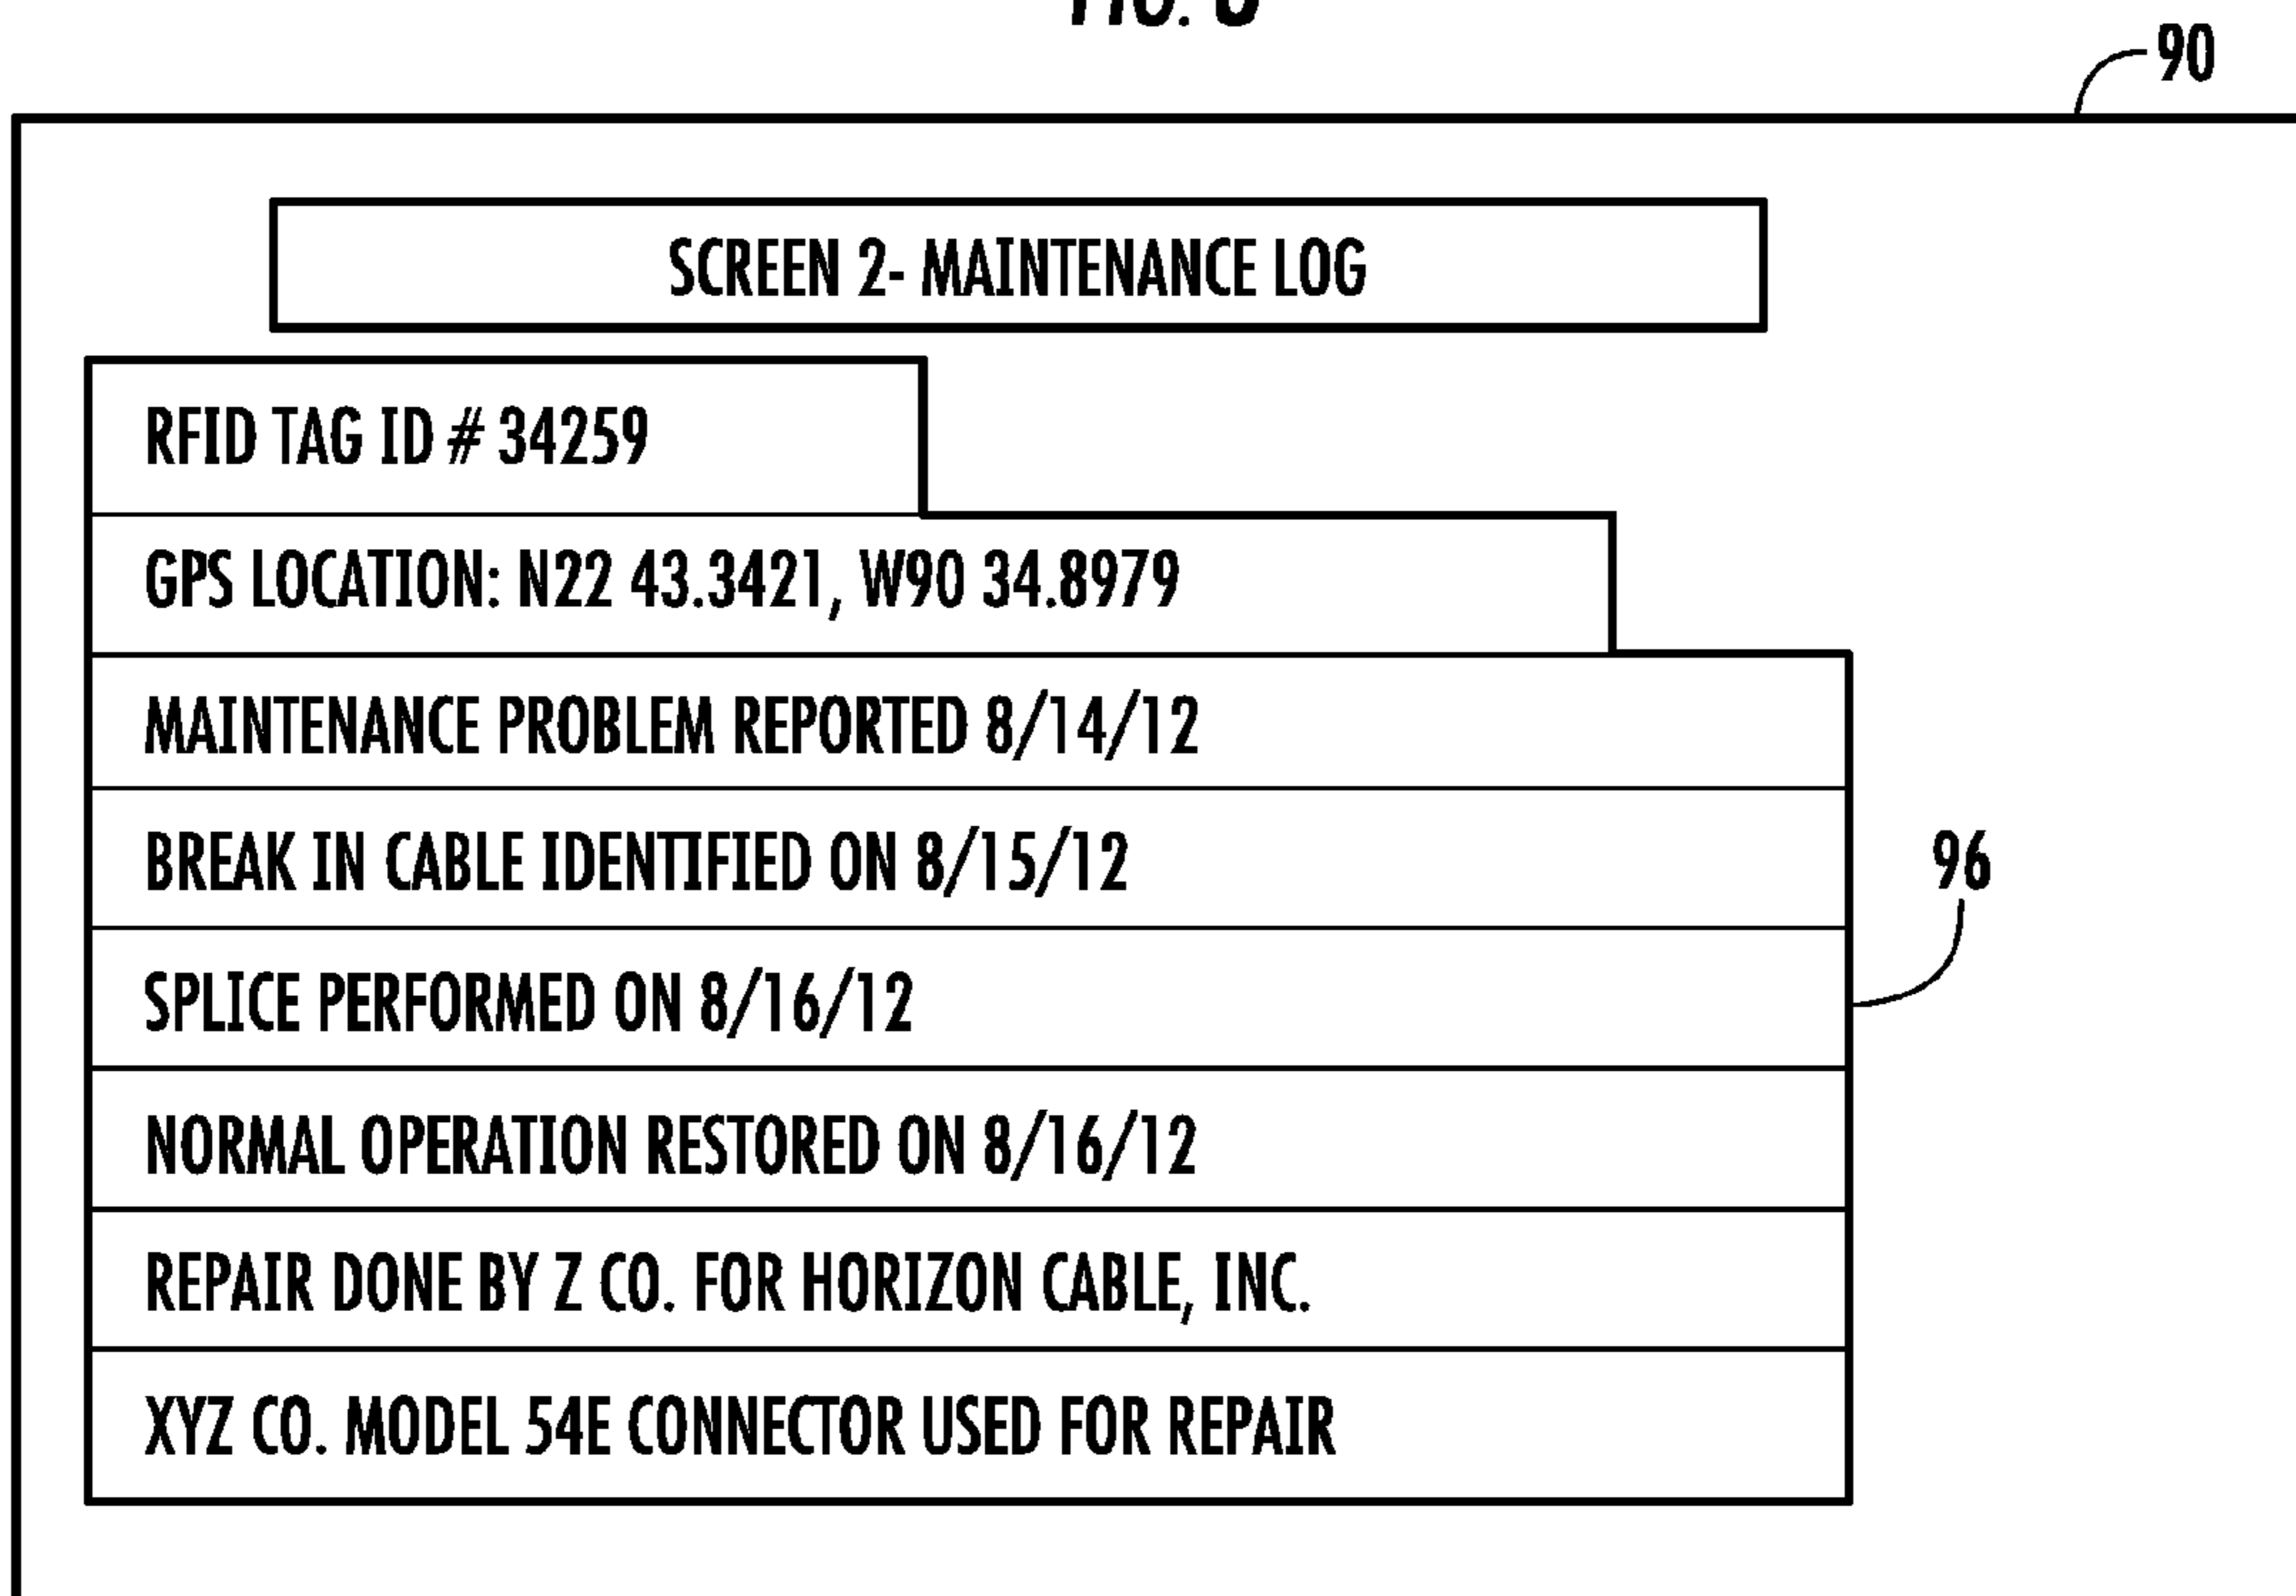 90
SCREEN 2- MAINTENANCE LOG
RFID TAG ID # 34259
GPS LOCATION: N22 43.3421, W90 34.8979
MAINTENANCE PROBLEM REPORTED 8/14/12
BREAK IN CABLE IDENTIFIED ON 8/15/12
96
SPLICE PERFORMED ON 8/16/12
NORMAL OPERATION RESTORED ON 8/16/12
REPAIR DONE BY Z CO. FOR HORIZON CABLE, INC.
XYZ CO. MODEL 54E CONNECTOR USED FOR REPAIR